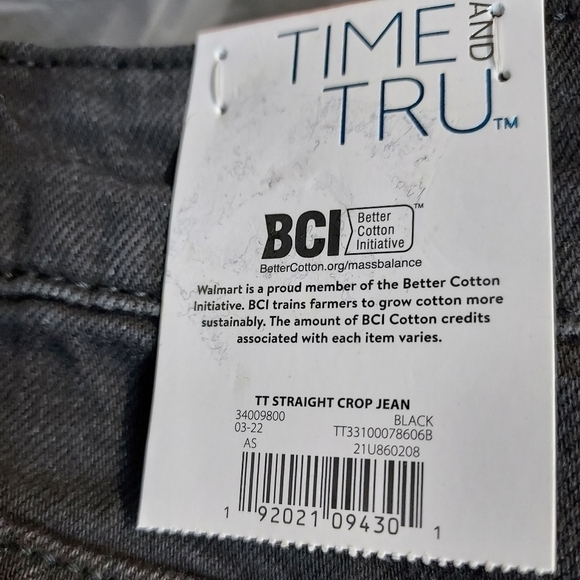 TIME AND
TRU™
BCI Better Cotton Initiative™
BetterCotton.org/massbalance
Walmart is a proud member of the Better Cotton
Initiative. BCI trains farmers to grow cotton more
sustainably. The amount of BCI Cotton credits
associated with each item varies.
TT STRAIGHT CROP JEAN
34009800 BLACK
03-22 TT33100078606B
AS 21U860208
1 92021 09430 1